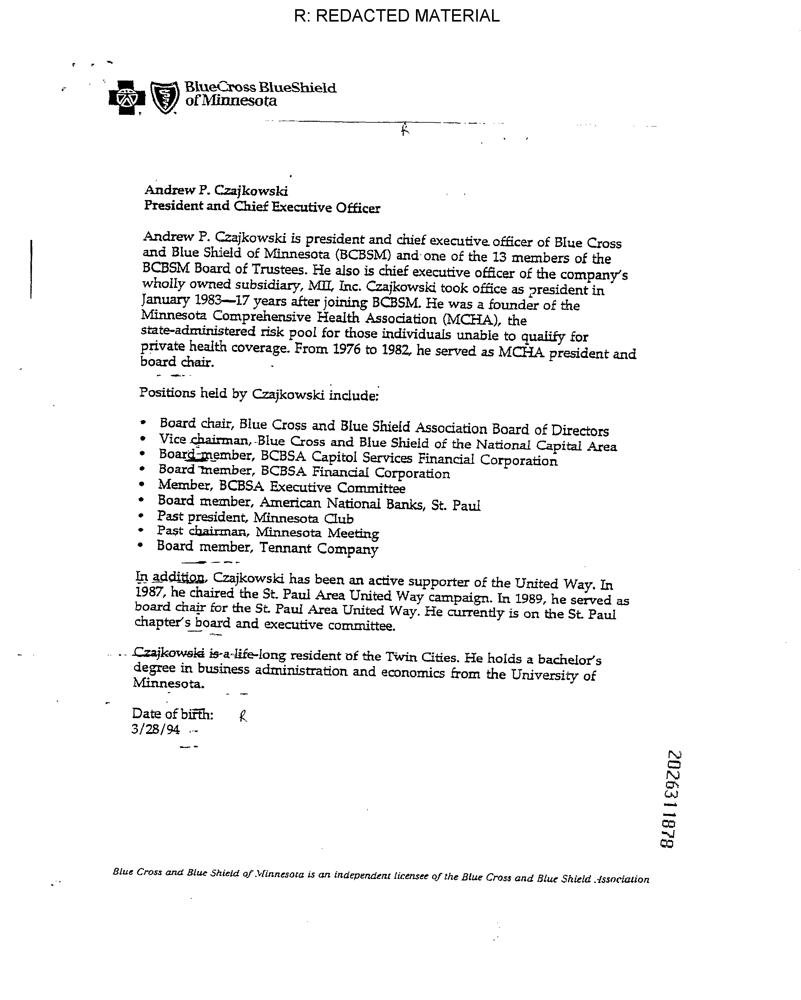 R: REDACTED MATERIAL
BlueCross BlueShield
of Minnesota
R
Andrew P. Czajkowski
President and Chief Executive Officer
Andrew P. Czajkowski is president and chief executive officer of Blue Cross
and Blue Shield of Minnesota (BCBSM) and one of the 13 members of the
BCBSM Board of Trustees. He also is chief executive officer of the company's
wholly owned subsidiary, MII, Inc. Czajkowski took office as president in
January 1983—17 years after joining BCBSM. He was a founder of the
Minnesota Comprehensive Health Association (MCHA), the
state-administered risk pool for those individuals unable to qualify for
private health coverage. From 1976 to 1982, he served as MCHA president and
board chair.
Positions held by Czajkowski include:
• Board chair, Blue Cross and Blue Shield Association Board of Directors
• Vice chairman, Blue Cross and Blue Shield of the National Capital Area
• Board member, BCBSA Capitol Services Financial Corporation
• Board member, BCBSA Financial Corporation
• Member, BCBSA Executive Committee
• Board member, American National Banks, St. Paul
• Past president, Minnesota Club
• Past chairman, Minnesota Meeting
• Board member, Tennant Company
In addition, Czajkowski has been an active supporter of the United Way. In
1987, he chaired the St. Paul Area United Way campaign. In 1989, he served as
board chair for the St. Paul Area United Way. He currently is on the St. Paul
chapter's board and executive committee.
Czajkowski is a life-long resident of the Twin Cities. He holds a bachelor's
degree in business administration and economics from the University of
Minnesota.
Date of birth: R
3/28/94
2026311878
Blue Cross and Blue Shield of Minnesota is an independent licensee of the Blue Cross and Blue Shield Association